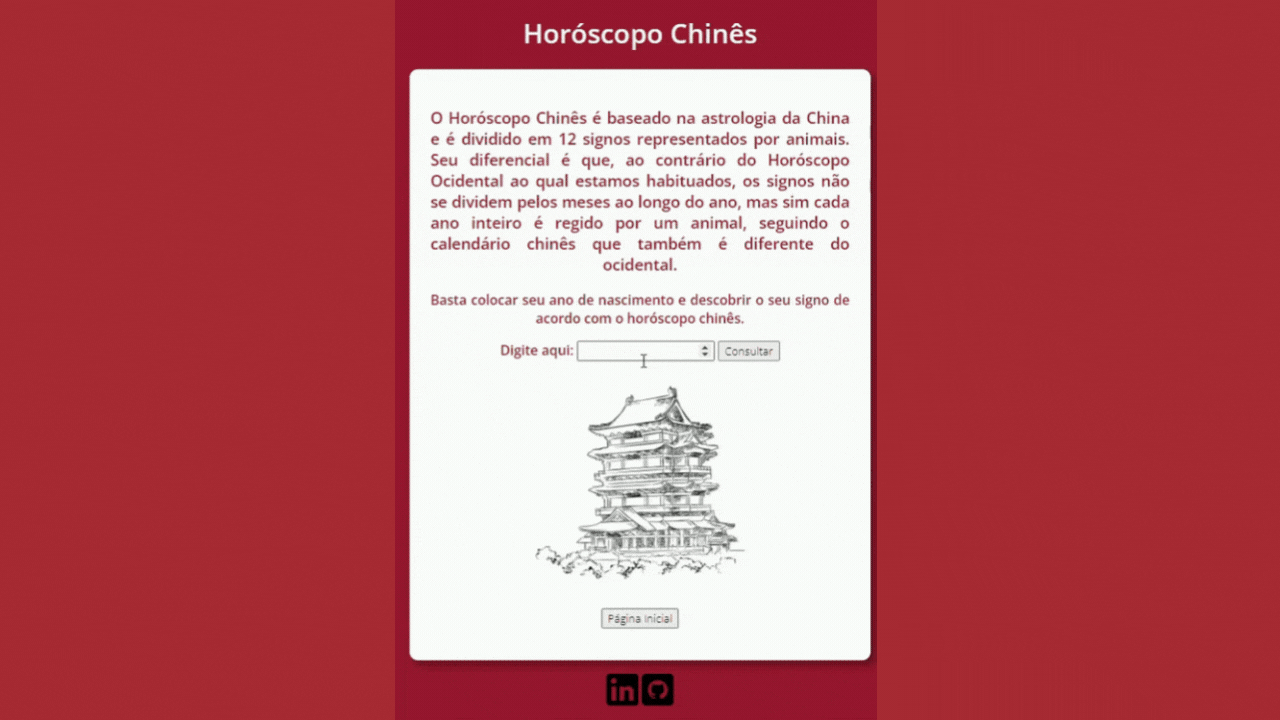 Horóscopo Chinês
O Horóscopo Chinês é baseado na astrologia da China
e é dividido em 12 signos representados por animais.
Seu diferencial é que, ao contrário do Horóscopo
Ocidental ao qual estamos habituados, os signos não
se dividem pelos meses ao longo do ano, mas sim cada
ano inteiro é regido por um animal, seguindo o
calendário chinês que também é diferente do
ocidental.
Basta colocar seu ano de nascimento e descobrir o seu signo de
acordo com o horóscopo chinês.
Digite aqui: Consultar
Página Inicial
in